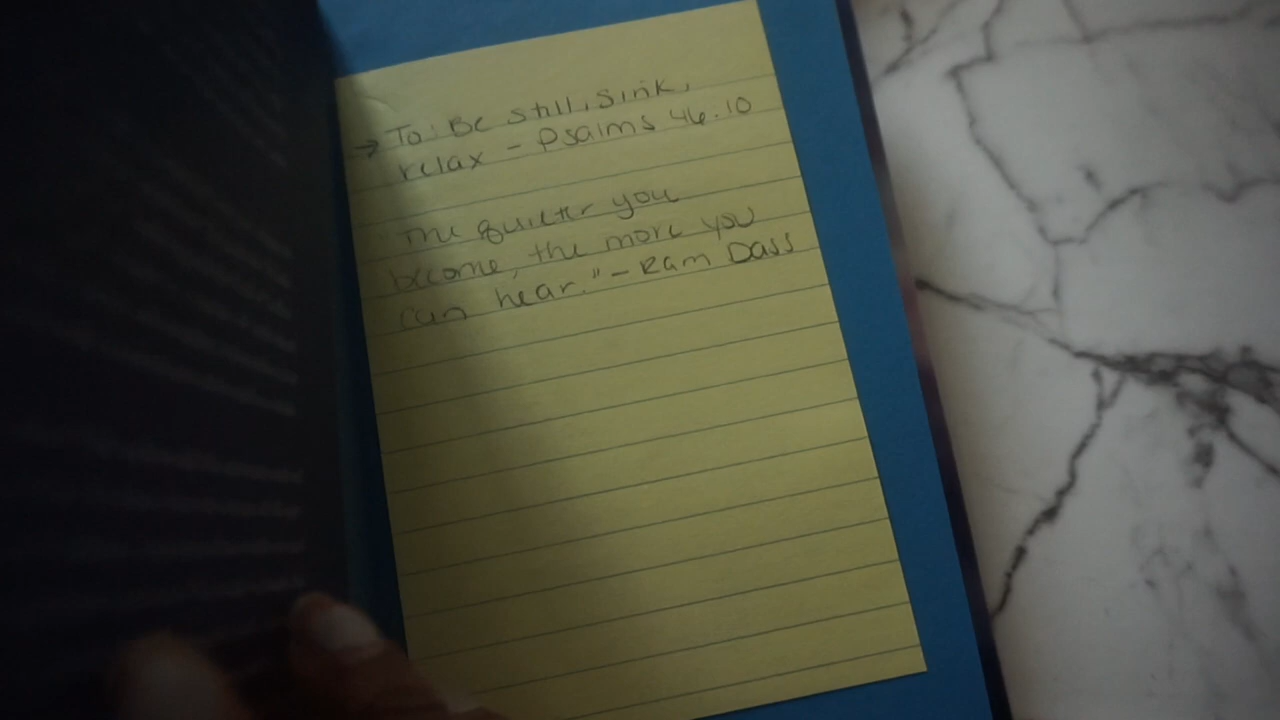 → To: Be still, sink,
relax - Psalms 46:10
The quieter you
become, the more you
can hear." - Ram Dass